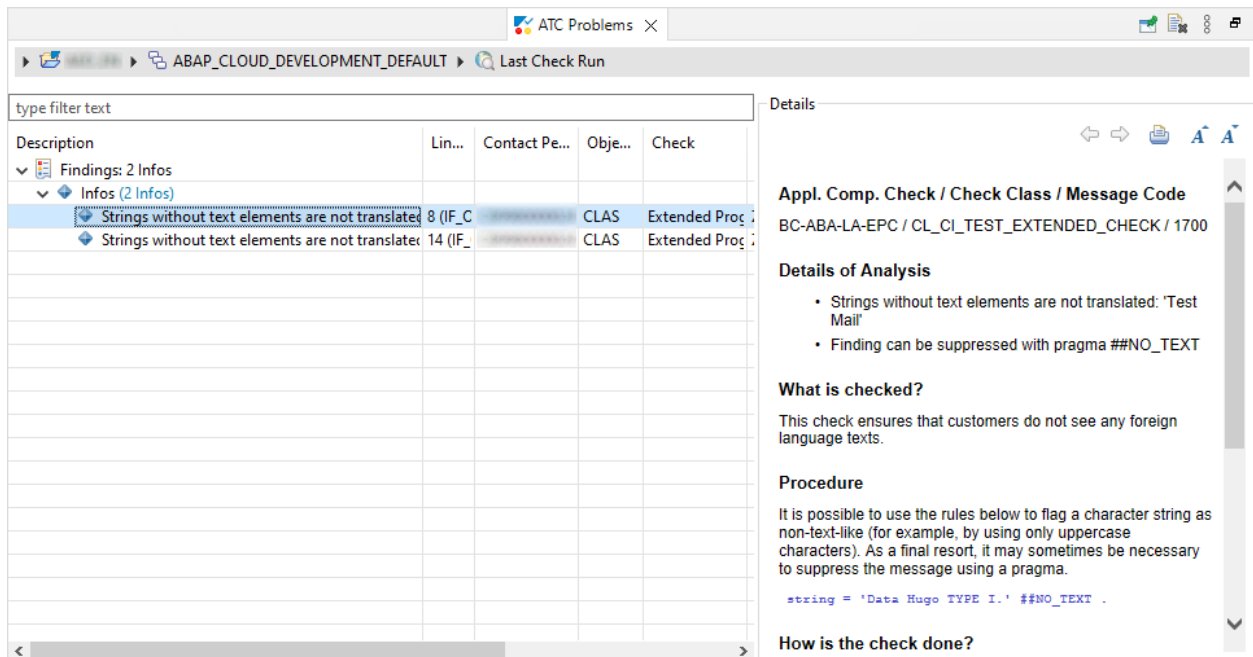 ATC Problems
ABAP_CLOUD_DEVELOPMENT_DEFAULT Last Check Run
type filter text
Details
Description Lin... Contact Pe... Obje... Check
Findings: 2 Infos
Infos (2 Infos)
Strings without text elements are not translated 8 (IF_C CLAS Extended Prog
Strings without text elements are not translated 14 (IF_ CLAS Extended Prog
Appl. Comp. Check / Check Class / Message Code
BC-ABA-LA-EPC / CL_CI_TEST_EXTENDED_CHECK / 1700
Details of Analysis
• Strings without text elements are not translated: 'Test
Mail'
• Finding can be suppressed with pragma ##NO_TEXT
What is checked?
This check ensures that customers do not see any foreign
language texts.
Procedure
It is possible to use the rules below to flag a character string as
non-text-like (for example, by using only uppercase
characters). As a final resort, it may sometimes be necessary
to suppress the message using a pragma.
string = 'Data Hugo TYPE I.' ##NO_TEXT .
How is the check done?